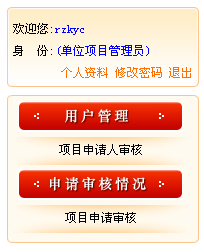 欢迎您:rzkyc
身　份:(单位项目管理员)
个人资料 修改密码 退出
用户管理
项目申请人审核
申请审核情况
项目申请审核